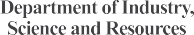 Department of Industry,
Science and Resources